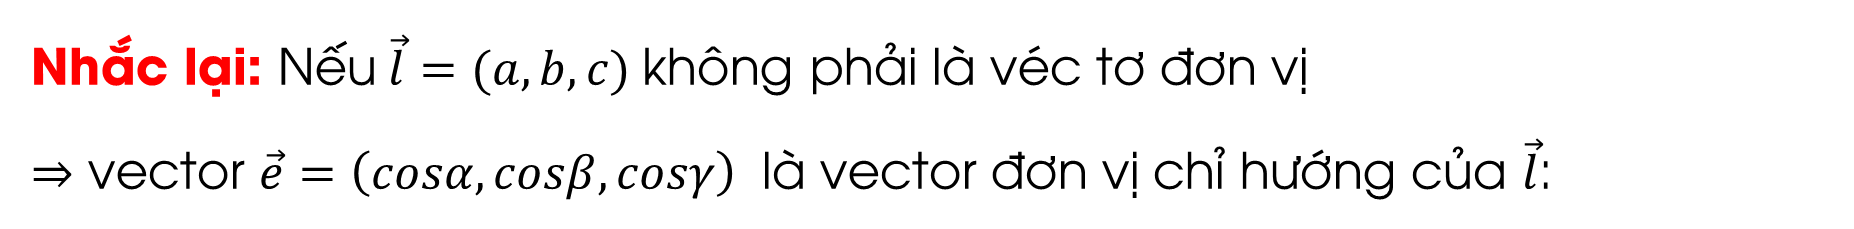 Nhắc lại: Nếu l⃗ = (a, b, c) không phải là véc tơ đơn vị
⇒ vector e⃗ = (cosα, cosβ, cosγ) là vector đơn vị chỉ hướng của l⃗: